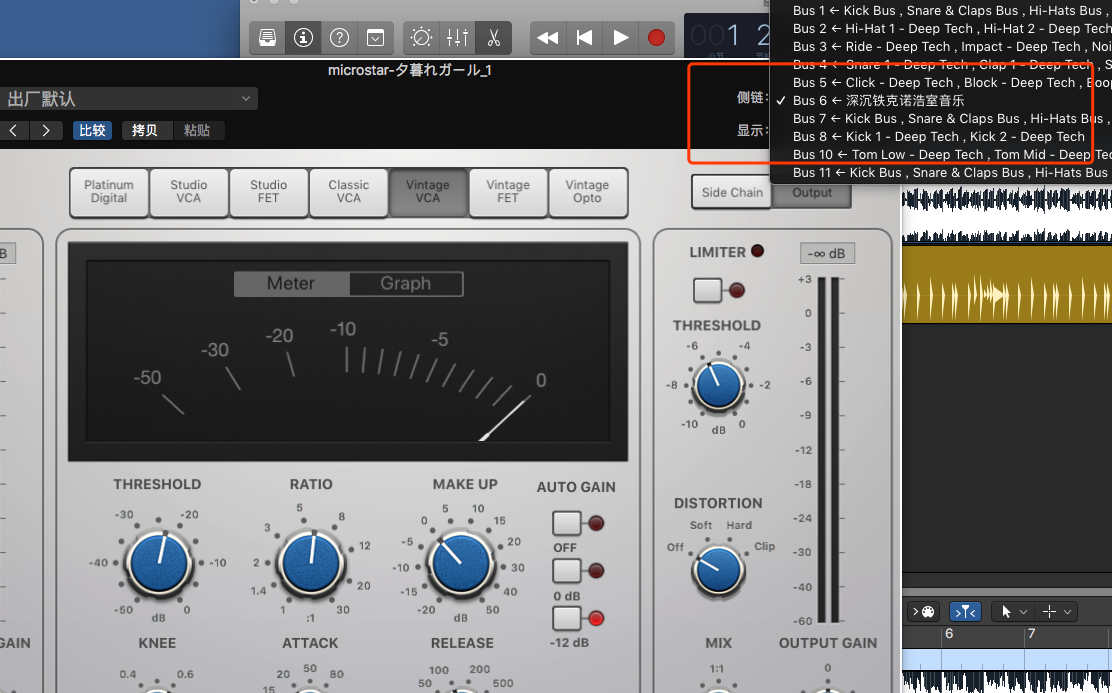 Bus 1 ← Kick Bus , Snare & Claps Bus , Hi-Hats Bus ,
Bus 2 ← Hi-Hat 1 - Deep Tech , Hi-Hat 2 - Deep Tech
Bus 3 ← Ride - Deep Tech , Impact - Deep Tech , Noi
Bus 4 ← Snare 1 - Deep Tech , Clap 1 - Deep Tech , S
Bus 5 ← Click - Deep Tech , Block - Deep Tech , Boop
✓ Bus 6 ← 深沉铁克诺浩室音乐
Bus 7 ← Kick Bus , Snare & Claps Bus , Hi-Hats Bus ,
Bus 8 ← Kick 1 - Deep Tech , Kick 2 - Deep Tech
Bus 10 ← Tom Low - Deep Tech , Tom Mid - Deep Tec
Bus 11 ← Kick Bus , Snare & Claps Bus , Hi-Hats Bus
001 2
microstar-夕暮れガール_1
出厂默认
侧链:
显示:
比较 拷贝 粘贴
Platinum Digital
Studio VCA
Studio FET
Classic VCA
Vintage VCA
Vintage FET
Vintage Opto
Side Chain Output
B
Meter Graph
-50 -30 -20 -10 -5 0
LIMITER
-∞ dB
THRESHOLD
-10 -8 -6 -4 -2 0
dB
+3
0
-3
-6
-9
-12
-18
-24
-30
-40
-60
DISTORTION
Off Soft Hard Clip
MIX
1:1
OUTPUT GAIN
0
THRESHOLD
-50 -40 -30 -20 -10 0
dB
RATIO
1 1.4 2 3 5 8 12 20 30
:1
MAKE UP
-20 -15 -10 -5 0 5 10 15 20 30 40 50
dB
AUTO GAIN
OFF
0 dB
-12 dB
GAIN
KNEE
0.4 0.6
ATTACK
15 20 50 80
RELEASE
50 100 200 500
6 7